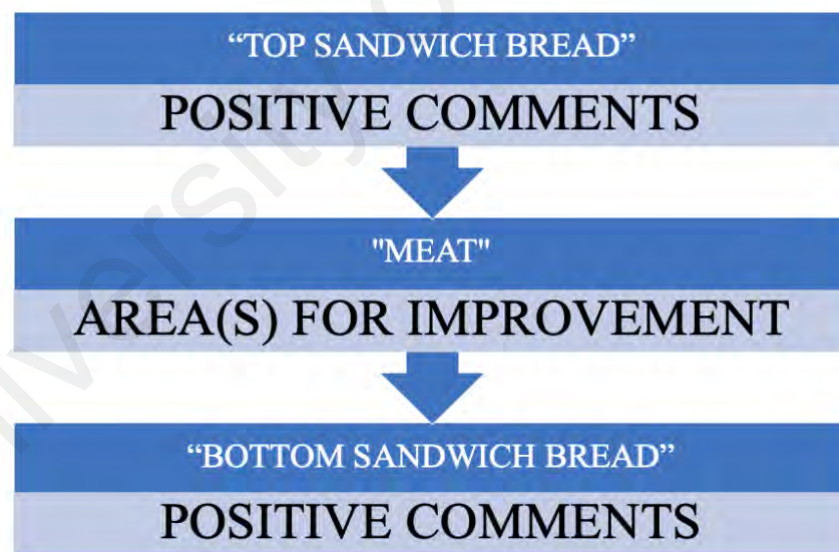 “TOP SANDWICH BREAD”
POSITIVE COMMENTS
"MEAT"
AREA(S) FOR IMPROVEMENT
“BOTTOM SANDWICH BREAD”
POSITIVE COMMENTS